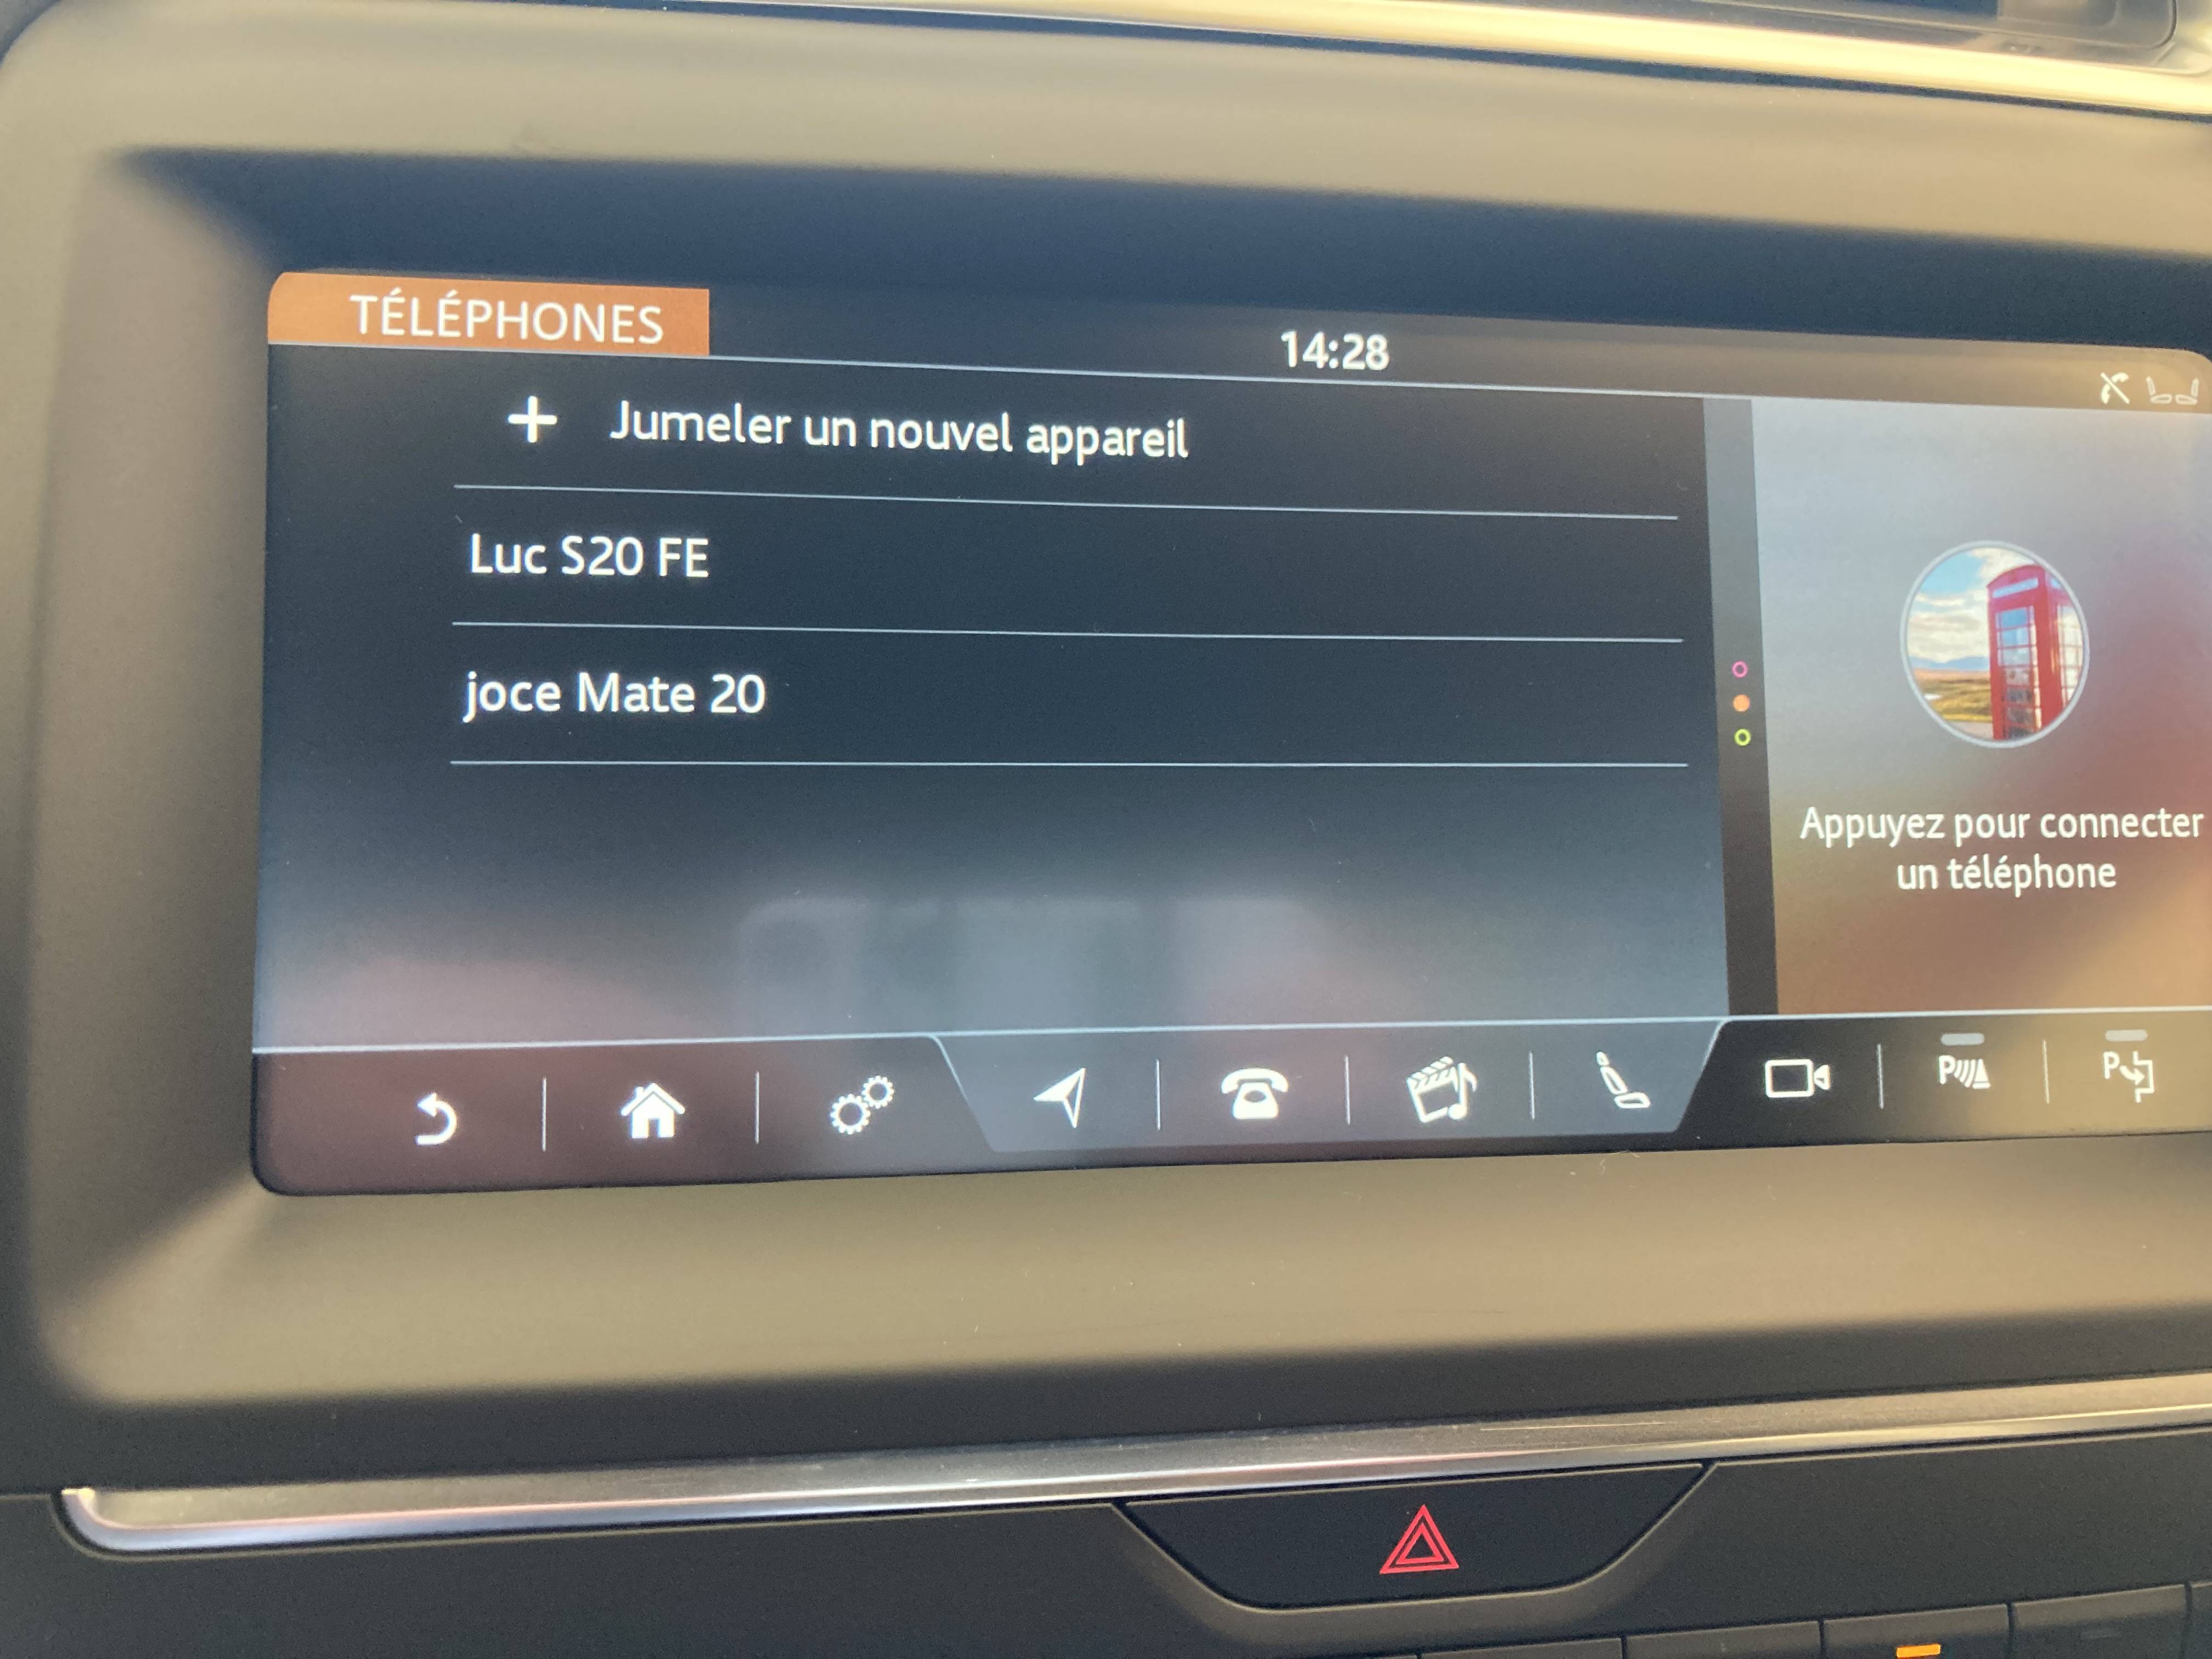 TÉLÉPHONES
14:28
+ Jumeler un nouvel appareil
Luc S20 FE
joce Mate 20
Appuyez pour connecter
un téléphone
P
P